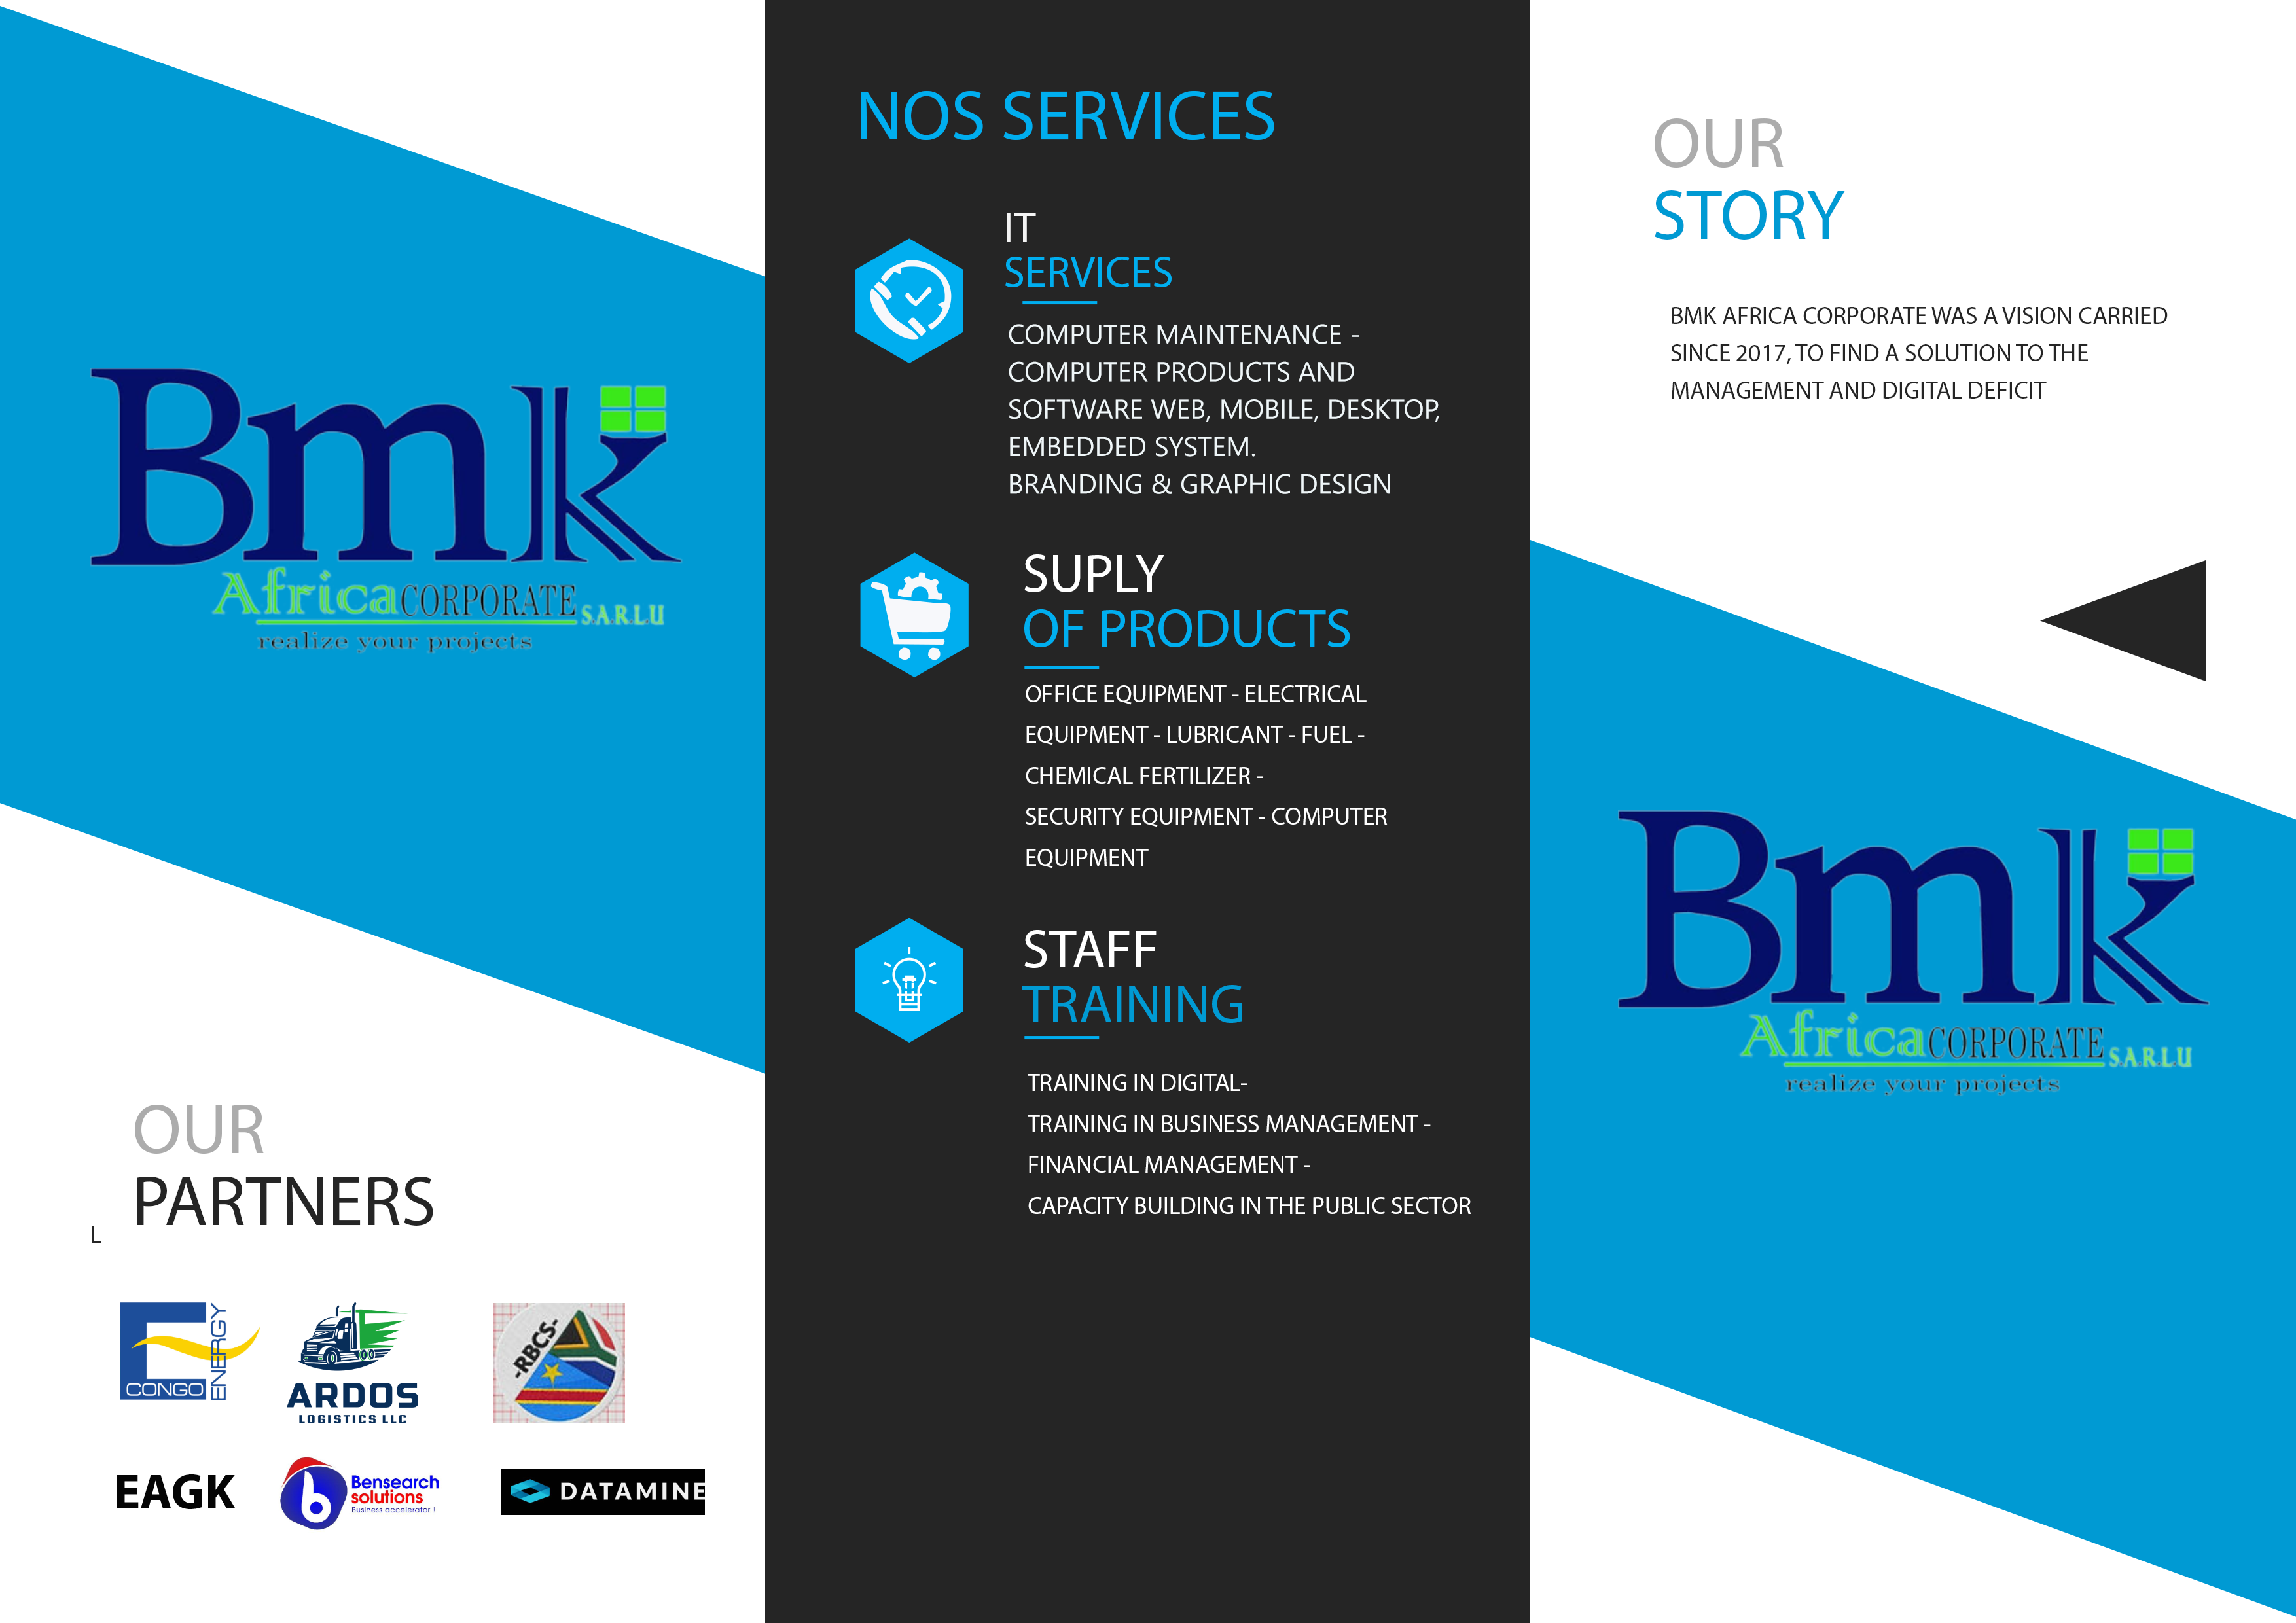 Bmk
Africa CORPORATE S.A.R.L.U
realize your projects
OUR
PARTNERS
L
CONGO
ENERGY
ARDOS
LOGISTICS LLC
-RBCS-
EAGK
b
Bensearch
solutions
Business accelerator !
DATAMINE
NOS SERVICES
IT
SERVICES
COMPUTER MAINTENANCE -
COMPUTER PRODUCTS AND
SOFTWARE WEB, MOBILE, DESKTOP,
EMBEDDED SYSTEM.
BRANDING & GRAPHIC DESIGN
SUPLY
OF PRODUCTS
OFFICE EQUIPMENT - ELECTRICAL
EQUIPMENT - LUBRICANT - FUEL -
CHEMICAL FERTILIZER -
SECURITY EQUIPMENT - COMPUTER
EQUIPMENT
STAFF
TRAINING
TRAINING IN DIGITAL-
TRAINING IN BUSINESS MANAGEMENT -
FINANCIAL MANAGEMENT -
CAPACITY BUILDING IN THE PUBLIC SECTOR
OUR
STORY
BMK AFRICA CORPORATE WAS A VISION CARRIED
SINCE 2017, TO FIND A SOLUTION TO THE
MANAGEMENT AND DIGITAL DEFICIT
Bmk
Africa CORPORATE S.A.R.L.U
realize your projects